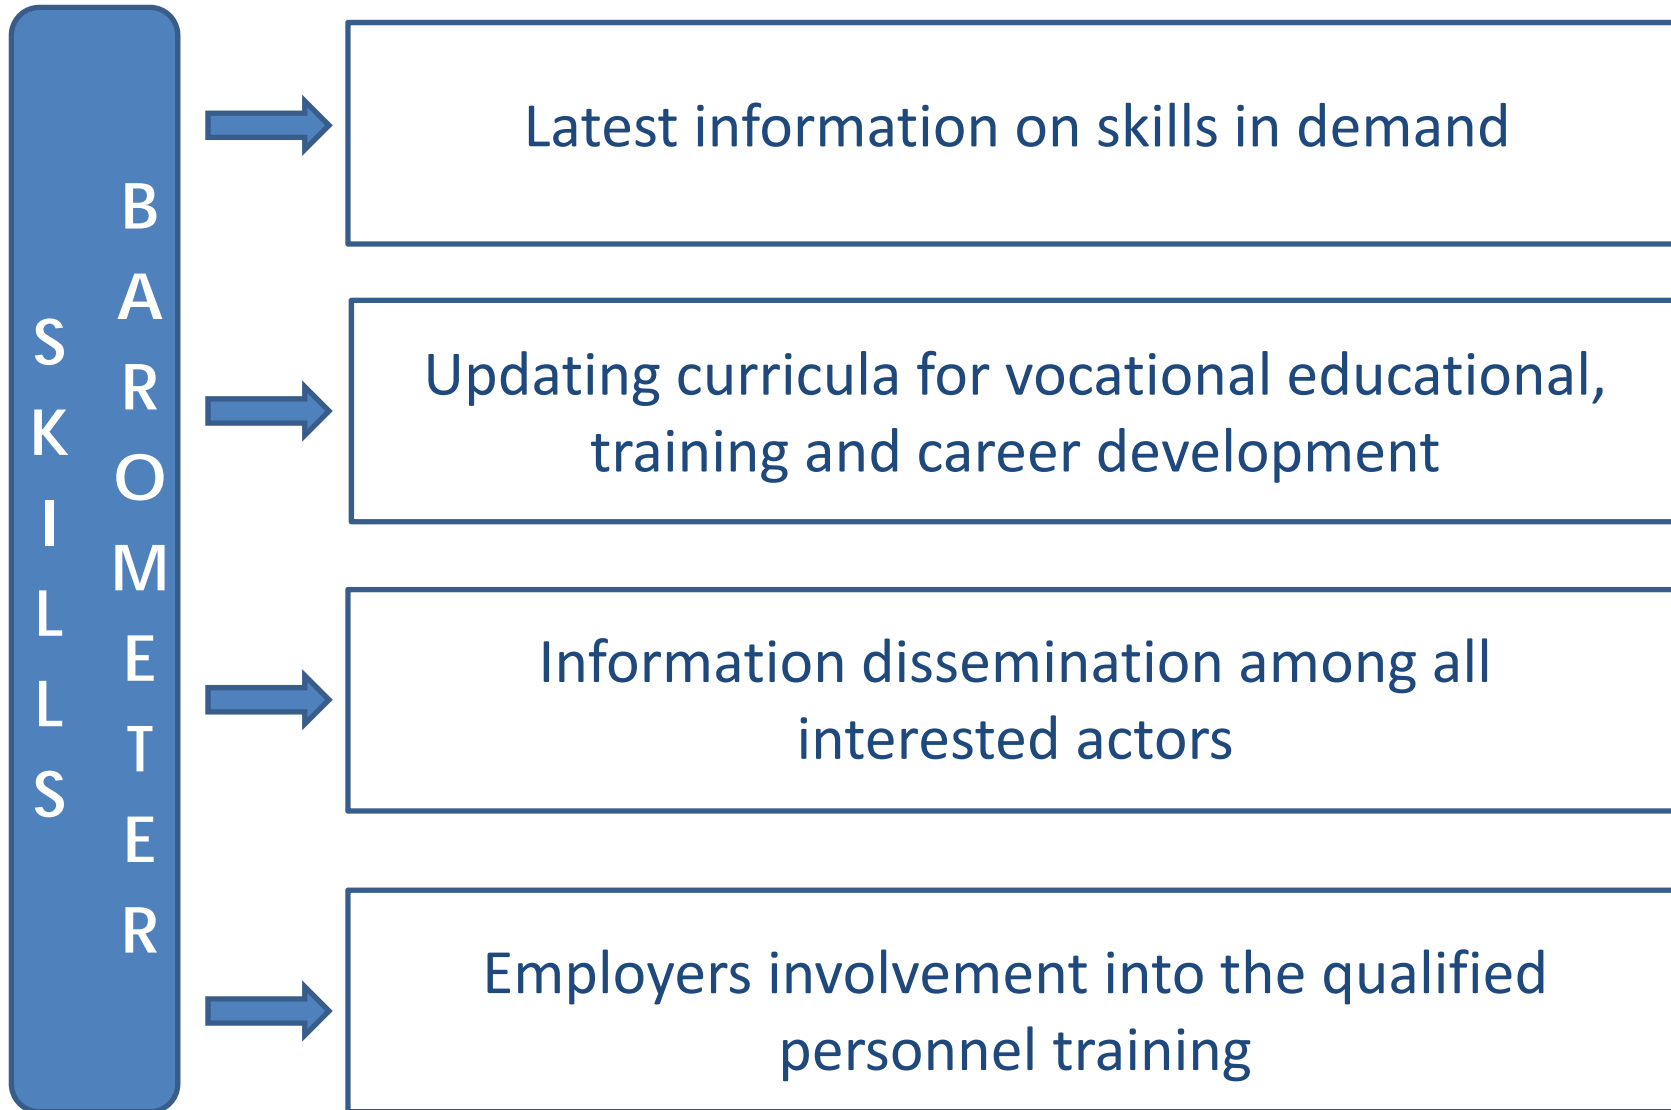 SKILLS
BAROMETER
Latest information on skills in demand
Updating curricula for vocational educational,
training and career development
Information dissemination among all
interested actors
Employers involvement into the qualified
personnel training